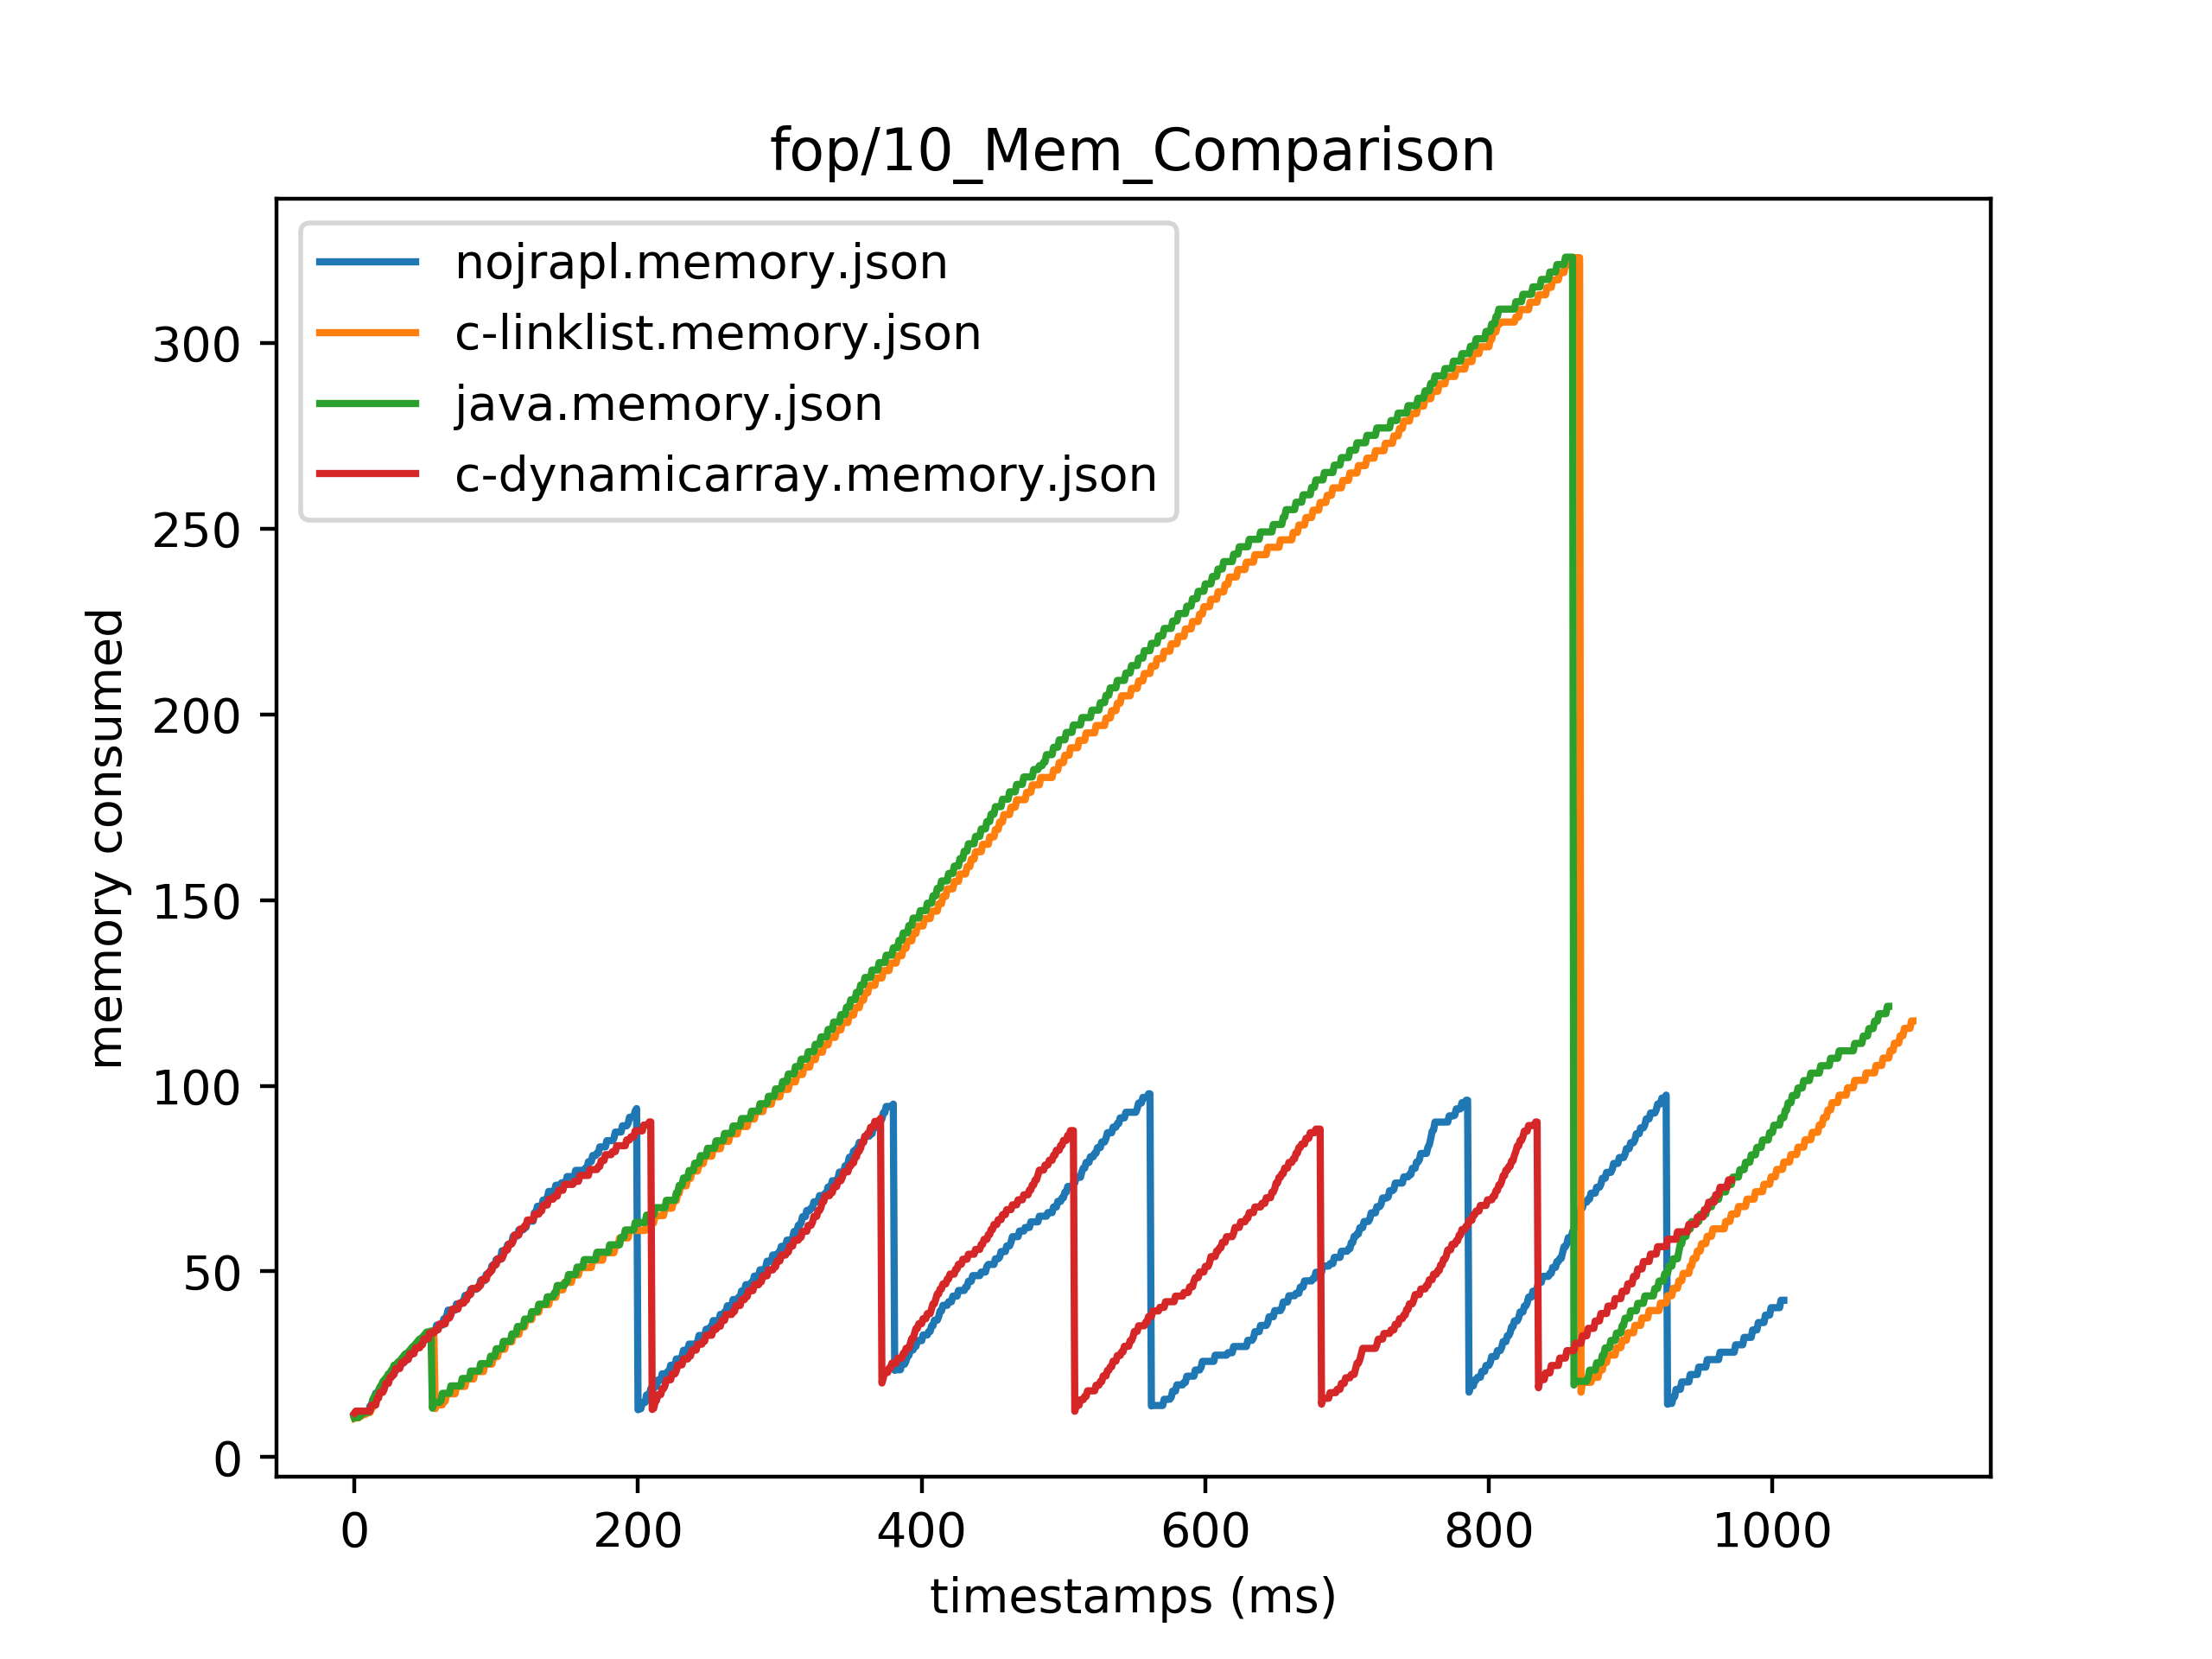 fop/10_Mem_Comparison
nojrapl.memory.json
c-linklist.memory.json
java.memory.json
c-dynamicarray.memory.json
memory consumed
300
250
200
150
100
50
0
0 200 400 600 800 1000
timestamps (ms)